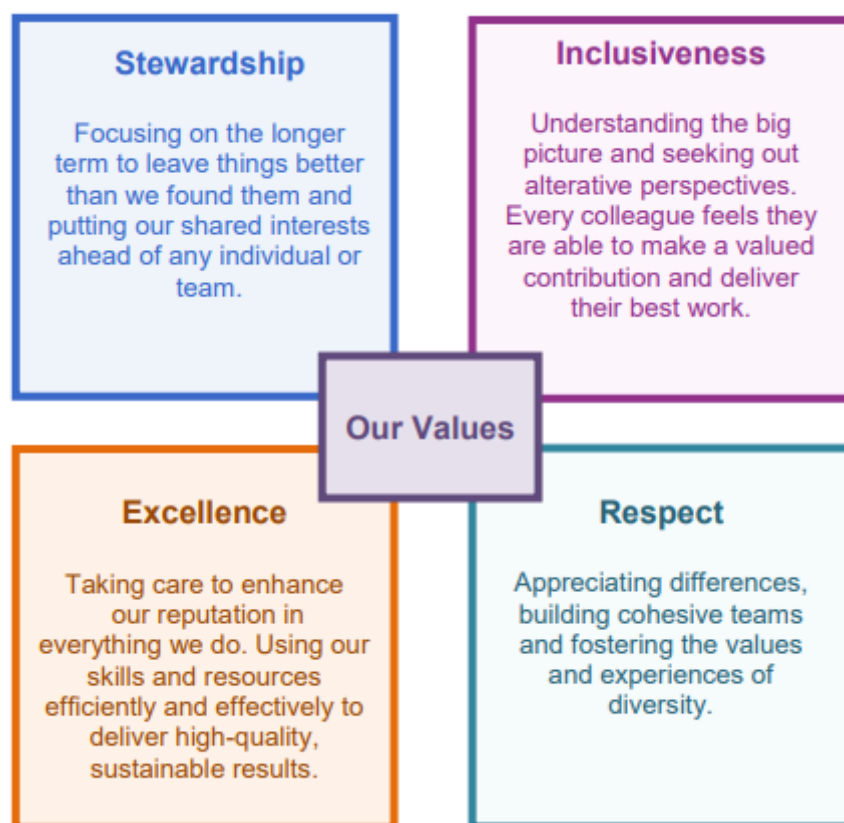 Stewardship
Focusing on the longer
term to leave things better
than we found them and
putting our shared interests
ahead of any individual or
team.
Inclusiveness
Understanding the big
picture and seeking out
alterative perspectives.
Every colleague feels they
are able to make a valued
contribution and deliver
their best work.
Our Values
Excellence
Taking care to enhance
our reputation in
everything we do. Using our
skills and resources
efficiently and effectively to
deliver high-quality,
sustainable results.
Respect
Appreciating differences,
building cohesive teams
and fostering the values
and experiences of
diversity.